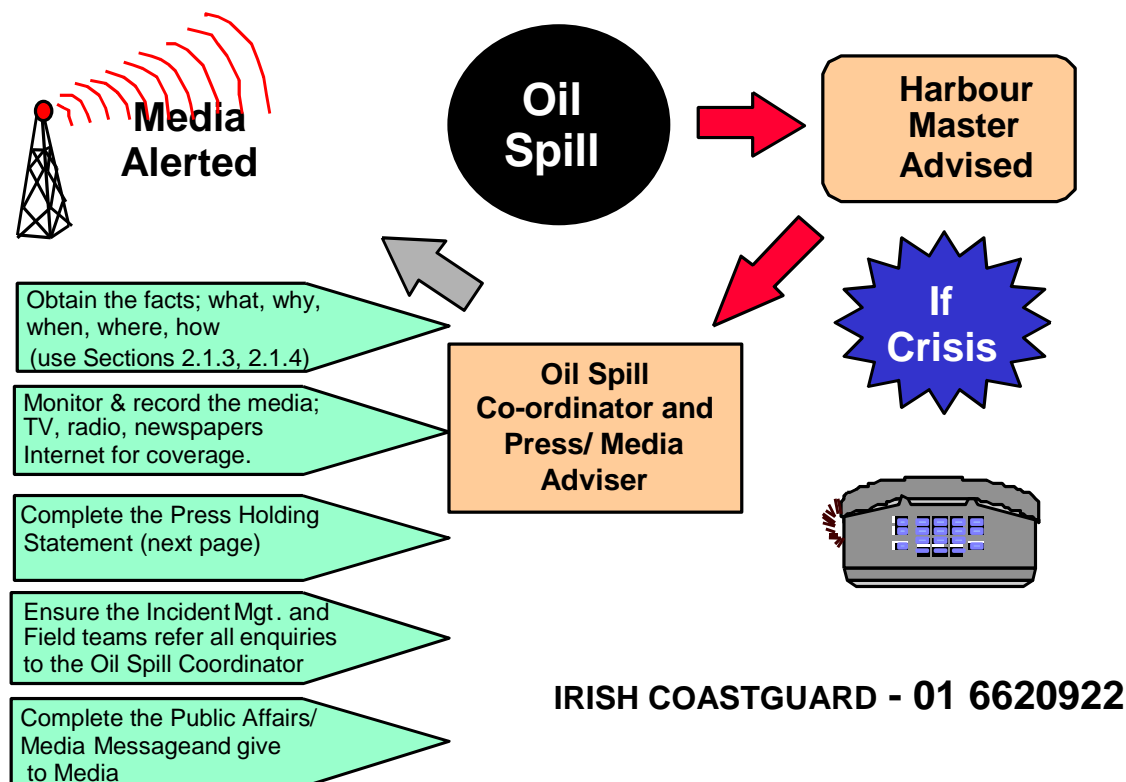 Media
Alerted
Oil
Spill
Harbour
Master
Advised
If
Crisis
Obtain the facts; what, why,
when, where, how
(use Sections 2.1.3, 2.1.4)
Monitor & record the media;
TV, radio, newspapers
Internet for coverage.
Complete the Press Holding
Statement (next page)
Ensure the Incident Mgt. and
Field teams refer all enquiries
to the Oil Spill Coordinator
Complete the Public Affairs/
Media Messageand give
to Media
Oil Spill
Co-ordinator and
Press/ Media
Adviser
IRISH COASTGUARD - 01 6620922